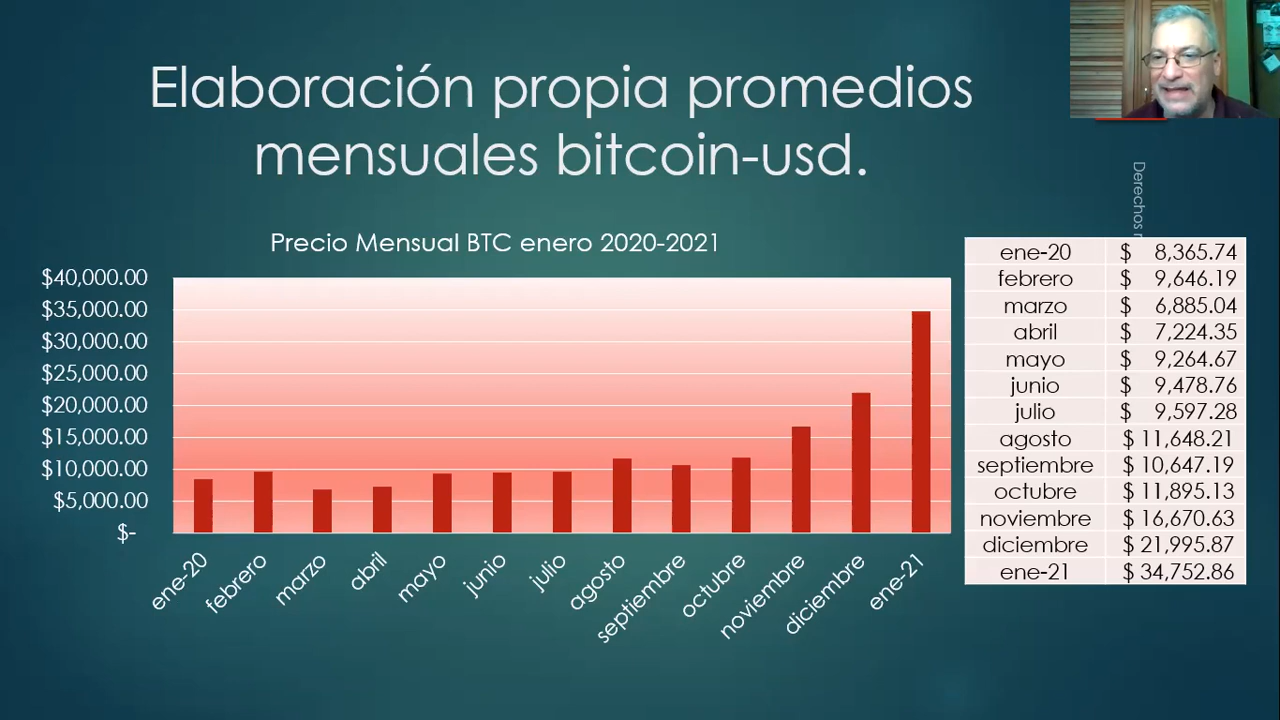 Elaboración propia promedios
mensuales bitcoin-usd.
Derechos
Precio Mensual BTC enero 2020-2021
$40,000.00
$35,000.00
$30,000.00
$25,000.00
$20,000.00
$15,000.00
$10,000.00
$5,000.00
$-
ene-20
febrero
marzo
abril
mayo
junio
julio
agosto
septiembre
octubre
noviembre
diciembre
ene-21
ene-20 $ 8,365.74
febrero $ 9,646.19
marzo $ 6,885.04
abril $ 7,224.35
mayo $ 9,264.67
junio $ 9,478.76
julio $ 9,597.28
agosto $ 11,648.21
septiembre $ 10,647.19
octubre $ 11,895.13
noviembre $ 16,670.63
diciembre $ 21,995.87
ene-21 $ 34,752.86